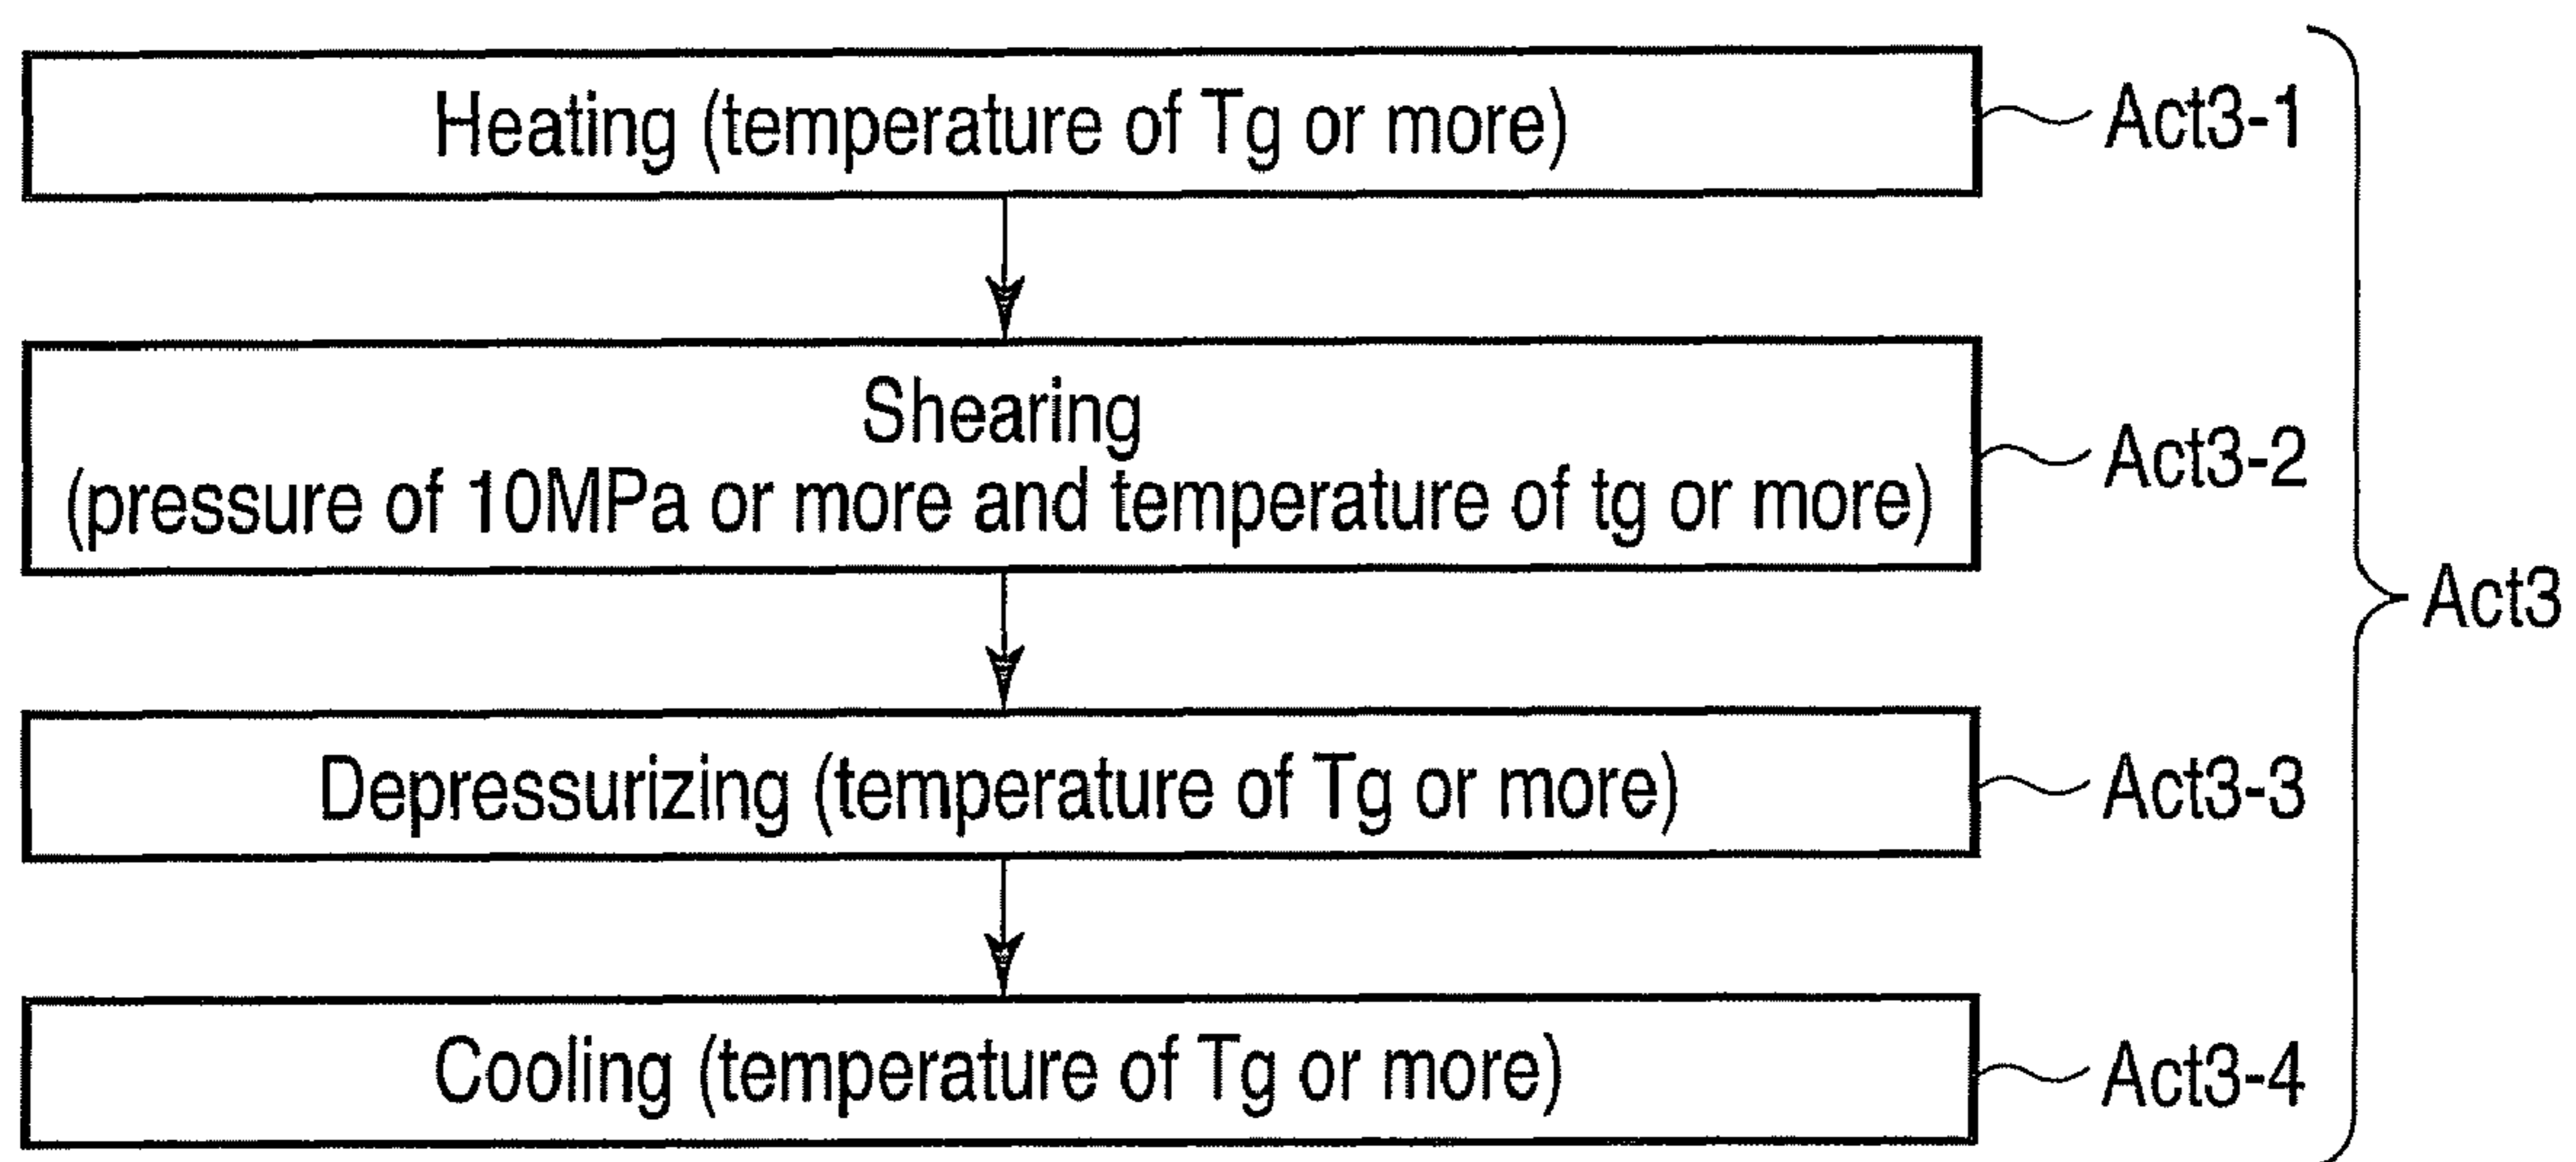 Heating (temperature of Tg or more)
Act3-1
Shearing
(pressure of 10MPa or more and temperature of tg or more)
Act3-2
Act3
Depressurizing (temperature of Tg or more)
Act3-3
Cooling (temperature of Tg or more)
Act3-4